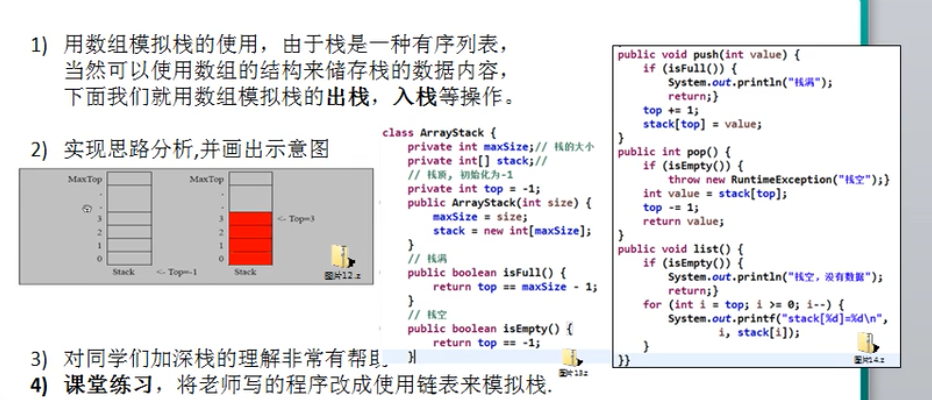 1) 用数组模拟栈的使用，由于栈是一种有序列表，
当然可以使用数组的结构来储存栈的数据内容，
下面我们就用数组模拟栈的出栈，入栈等操作。
2) 实现思路分析,并画出示意图
MaxTop
3
2
1
0
Stack
<- Top=-1
MaxTop
3
2
1
0
Stack
<- Top=3
图片12.z
3) 对同学们加深栈的理解非常有帮
4) 课堂练习，将老师写的程序改成使用链表来模拟栈.
class ArrayStack {
private int maxSize;// 栈的大小
private int[] stack;//
// 栈顶, 初始化为-1
private int top = -1;
public ArrayStack(int size) {
maxSize = size;
stack = new int[maxSize];
}
// 栈满
public boolean isFull() {
return top == maxSize - 1;
}
// 栈空
public boolean isEmpty() {
return top == -1;
}
图片13.z
public void push(int value) {
if (isFull()) {
System.out.println("栈满");
return;}
top += 1;
stack[top] = value;
}
public int pop() {
if (isEmpty()) {
throw new RuntimeException("栈空");}
int value = stack[top];
top -= 1;
return value;
}
public void list() {
if (isEmpty()) {
System.out.println("栈空，没有数据");
return;}
for (int i = top; i >= 0; i--) {
System.out.printf("stack[%d]=%d\n",
i, stack[i]);
}
}}
图片14.z